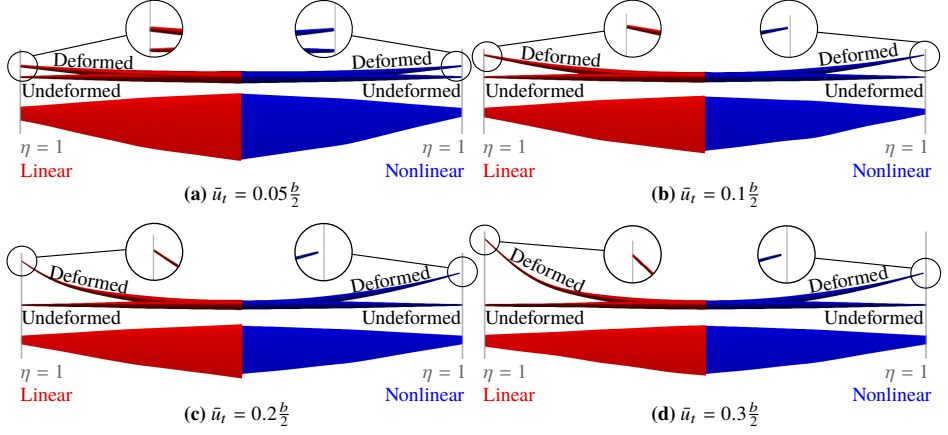 Deformed Deformed
Undeformed Undeformed
η = 1 η = 1
Linear Nonlinear
(a) ū_t = 0.05 b/2
Deformed Deformed
Undeformed Undeformed
η = 1 η = 1
Linear Nonlinear
(b) ū_t = 0.1 b/2
Deformed Deformed
Undeformed Undeformed
η = 1 η = 1
Linear Nonlinear
(c) ū_t = 0.2 b/2
Deformed Deformed
Undeformed Undeformed
η = 1 η = 1
Linear Nonlinear
(d) ū_t = 0.3 b/2